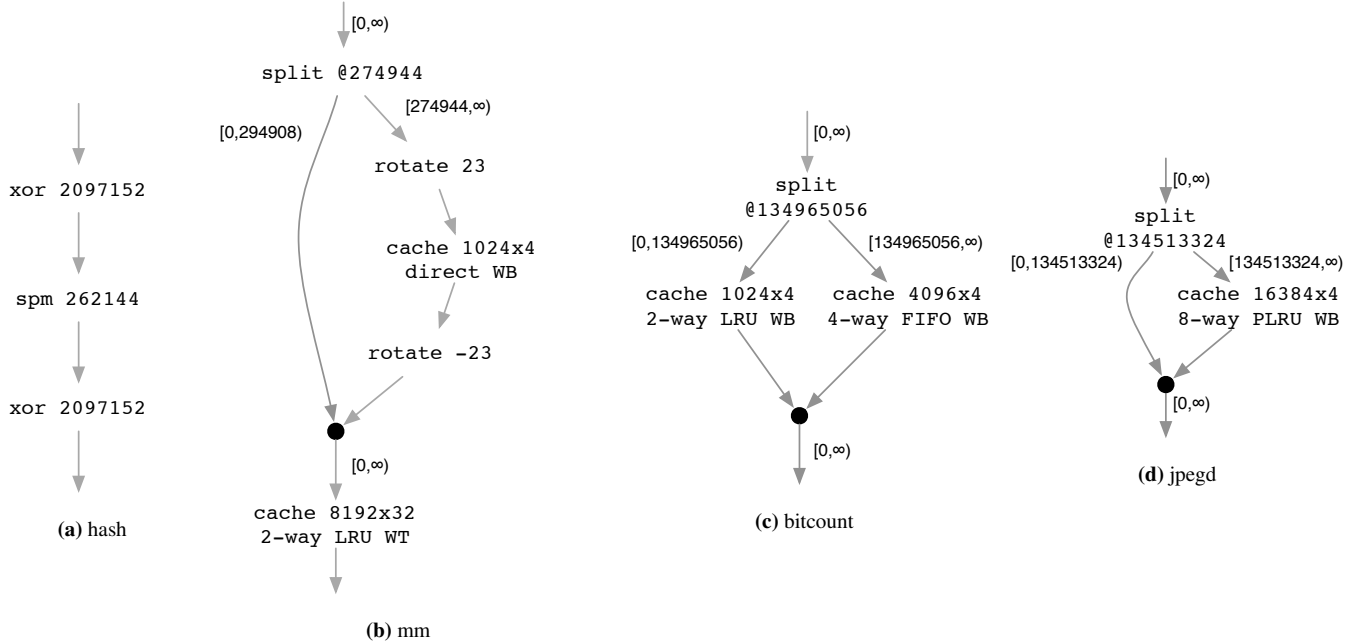 xor 2097152
spm 262144
xor 2097152
(a) hash
[0,∞)
split @274944
[0,294908)
[274944,∞)
rotate 23
cache 1024x4
direct WB
rotate -23
[0,∞)
cache 8192x32
2-way LRU WT
(b) mm
[0,∞)
split
@134965056
[0,134965056)
[134965056,∞)
cache 1024x4
2-way LRU WB
cache 4096x4
4-way FIFO WB
[0,∞)
(c) bitcount
[0,∞)
split
@134513324
[0,134513324)
[134513324,∞)
cache 16384x4
8-way PLRU WB
[0,∞)
(d) jpegd